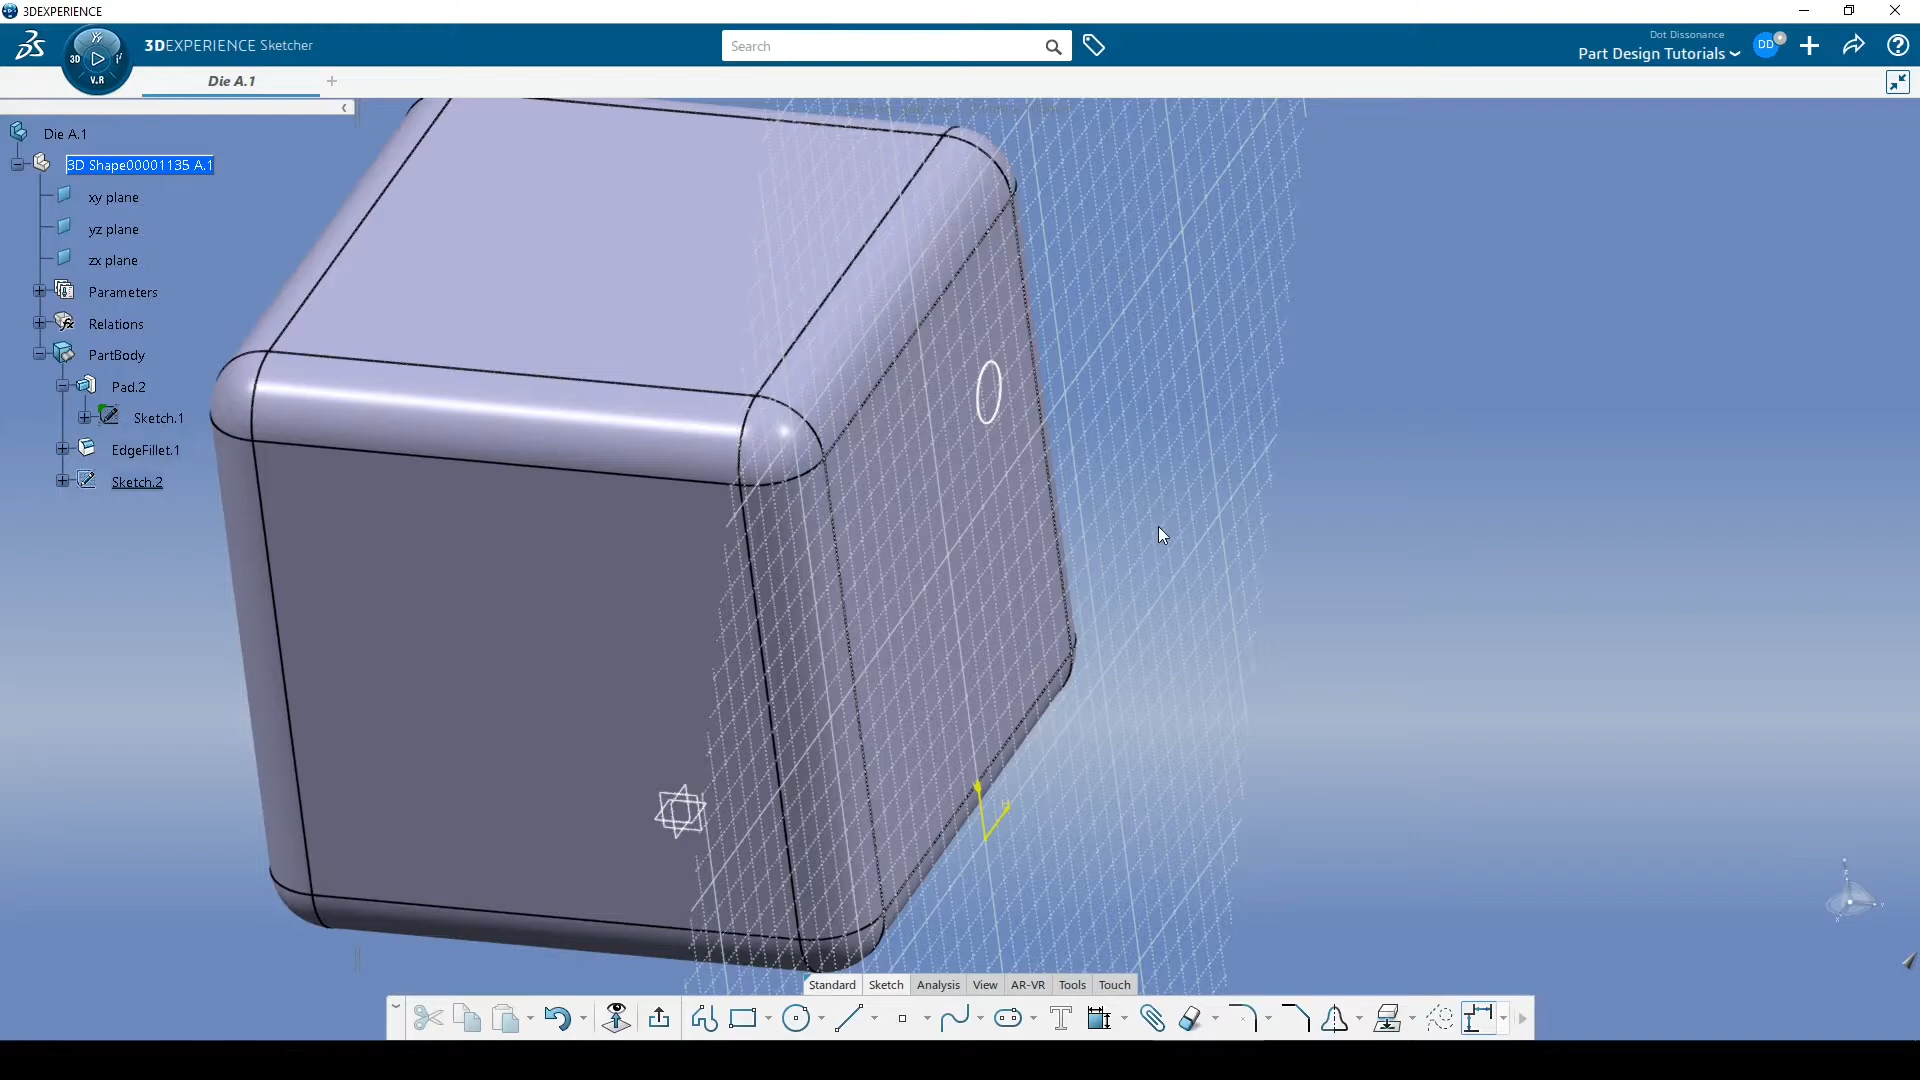 3DEXPERIENCE
3DEXPERIENCE Sketcher
3D
V.R
Search
Dot Dissonance
Part Design Tutorials
DD
Die A.1
Die A.1
3D Shape00001135 A.1
xy plane
yz plane
zx plane
Parameters
Relations
PartBody
Pad.2
Sketch.1
EdgeFillet.1
Sketch.2
H
Standard
Sketch
Analysis
View
AR-VR
Tools
Touch